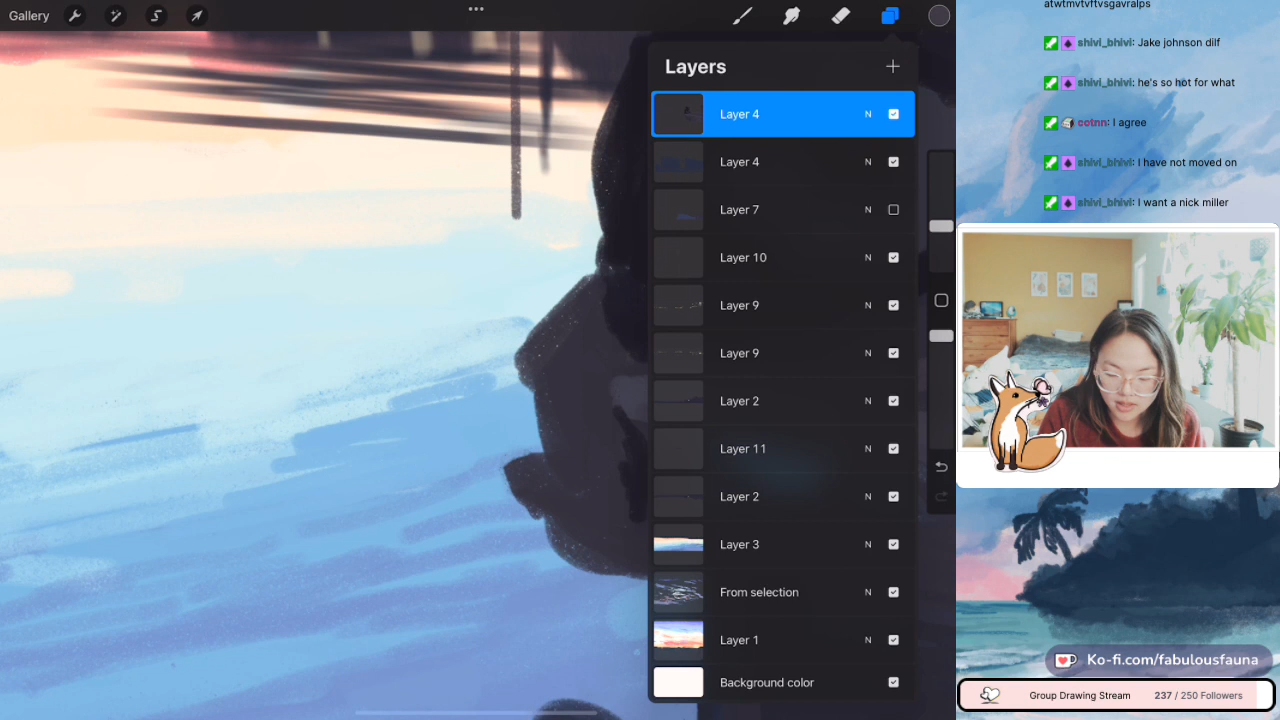 Gallery
Layers
Layer 4 N
Layer 4 N
Layer 7 N
Layer 10 N
Layer 9 N
Layer 9 N
Layer 2 N
Layer 11 N
Layer 2 N
Layer 3 N
From selection N
Layer 1 N
Background color
atwtmvtvftvsgavralps
shivi_bhivi: Jake johnson dilf
shivi_bhivi: he's so hot for what
cotnn: I agree
shivi_bhivi: I have not moved on
shivi_bhivi: I want a nick miller
Ko-fi.com/fabulousfauna
Group Drawing Stream 237 / 250 Followers